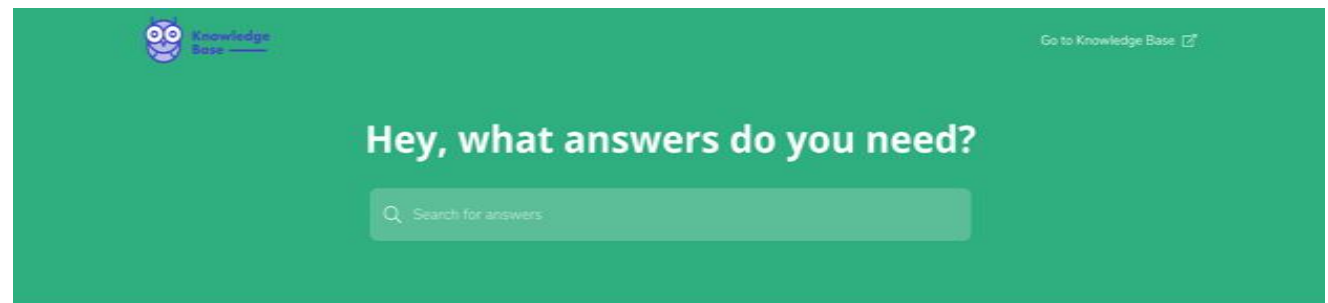 Knowledge
Base
Go to Knowledge Base
Hey, what answers do you need?
Search for answers